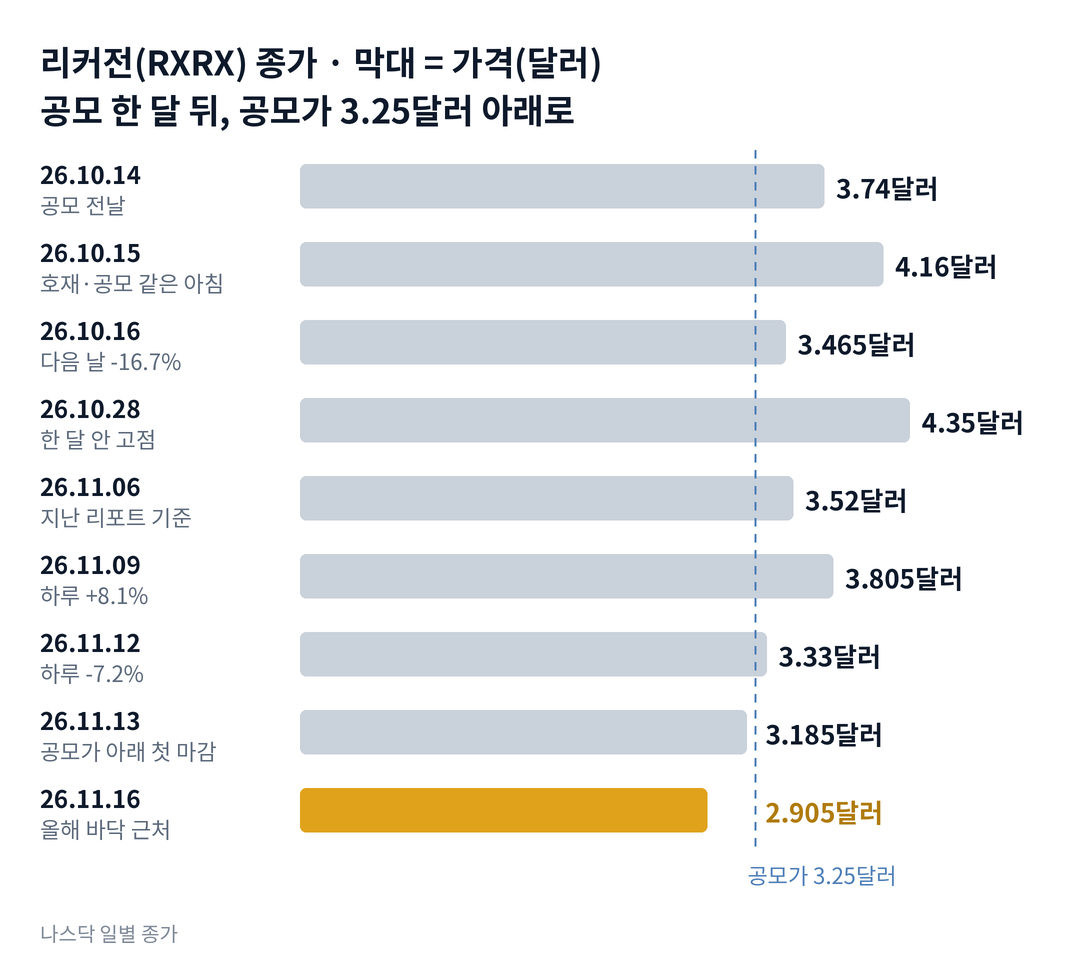 리커전(RXRX) 종가 · 막대 = 가격(달러)
공모 한 달 뒤, 공모가 3.25달러 아래로
26.10.14
공모 전날
3.74달러
26.10.15
호재·공모 같은 아침
4.16달러
26.10.16
다음 날 -16.7%
3.465달러
26.10.28
한 달 안 고점
4.35달러
26.11.06
지난 리포트 기준
3.52달러
26.11.09
하루 +8.1%
3.805달러
26.11.12
하루 -7.2%
3.33달러
26.11.13
공모가 아래 첫 마감
3.185달러
26.11.16
올해 바닥 근처
2.905달러
공모가 3.25달러
나스닥 일별 종가